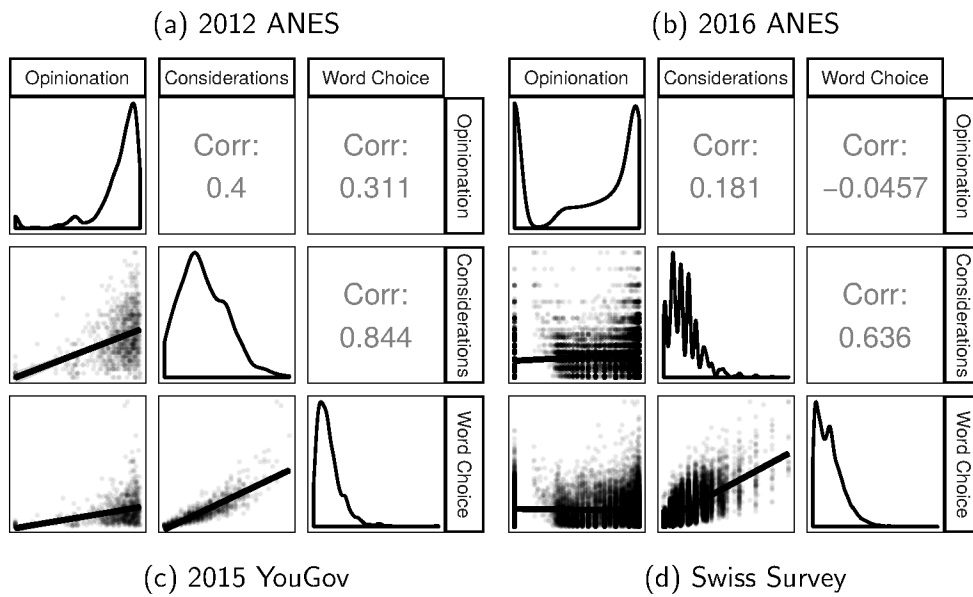 (a) 2012 ANES
(b) 2016 ANES
Opinionation
Considerations
Word Choice
Corr:
0.4
Corr:
0.311
Opinionation
Considerations
Corr:
0.844
Word Choice
Opinionation
Considerations
Word Choice
Corr:
0.181
Corr:
−0.0457
Opinionation
Considerations
Corr:
0.636
Word Choice
(c) 2015 YouGov
(d) Swiss Survey